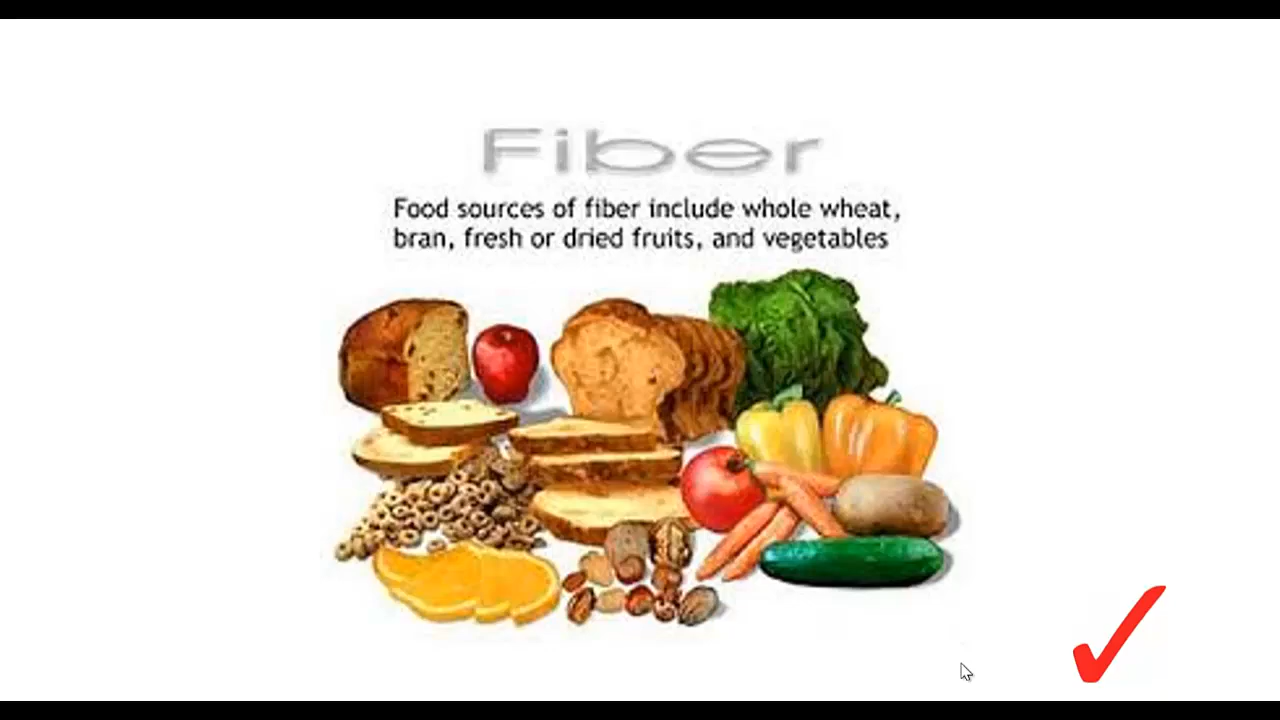 Fiber
Food sources of fiber include whole wheat,
bran, fresh or dried fruits, and vegetables